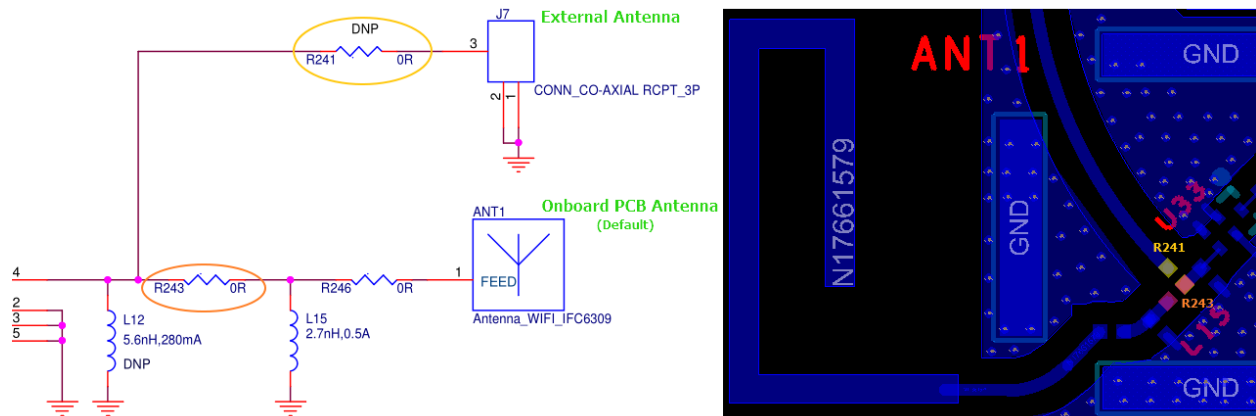 DNP
R241
0R
3
J7
External Antenna
2
1
CONN_CO-AXIAL RCPT_3P
Onboard PCB Antenna
(Default)
ANT1
4
R243
0R
R246
0R
1
FEED
2
3
5
L12
5.6nH,280mA
DNP
L15
2.7nH,0.5A
Antenna_WIFI_IFC6309
ANT1
GND
N17661579
GND
U33
R241
R243
L15
GND